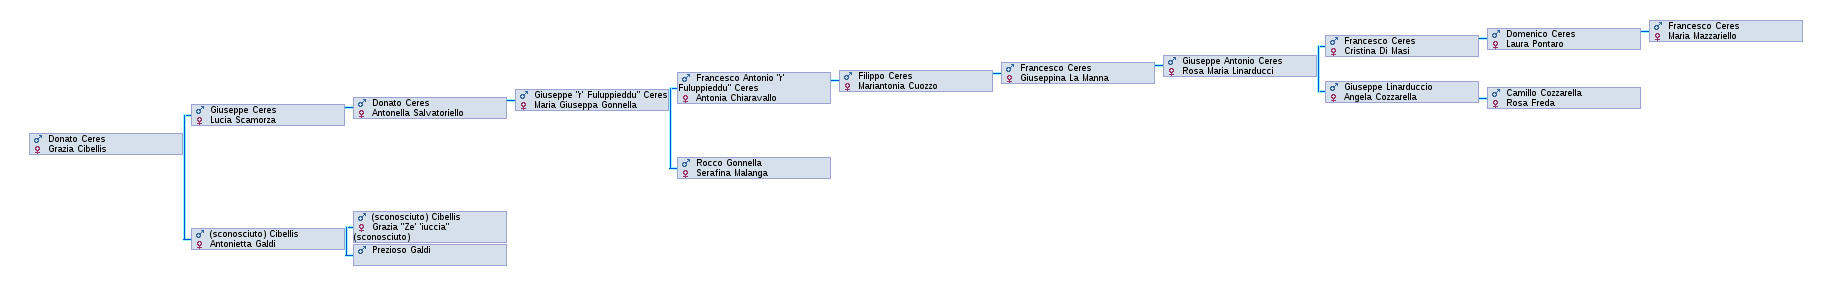 Donato Ceres
Grazia Cibellis
Giuseppe Ceres
Lucia Scamorza
(sconosciuto) Cibellis
Antonietta Galdi
Donato Ceres
Antonella Salvatoriello
(sconosciuto) Cibellis
Grazia "Ze' 'iuccia"
(sconosciuto)
Prezioso Galdi
Giuseppe "r' Fuluppieddu" Ceres
Maria Giuseppa Gonnella
Francesco Antonio "r'
Fuluppieddu" Ceres
Antonia Chiaravallo
Rocco Gonnella
Serafina Malanga
Filippo Ceres
Mariantonia Cuozzo
Francesco Ceres
Giuseppina La Manna
Giuseppe Antonio Ceres
Rosa Maria Linarducci
Francesco Ceres
Cristina Di Masi
Giuseppe Linarduccio
Angela Cozzarella
Domenico Ceres
Laura Pontaro
Camillo Cozzarella
Rosa Freda
Francesco Ceres
Maria Mazzariello